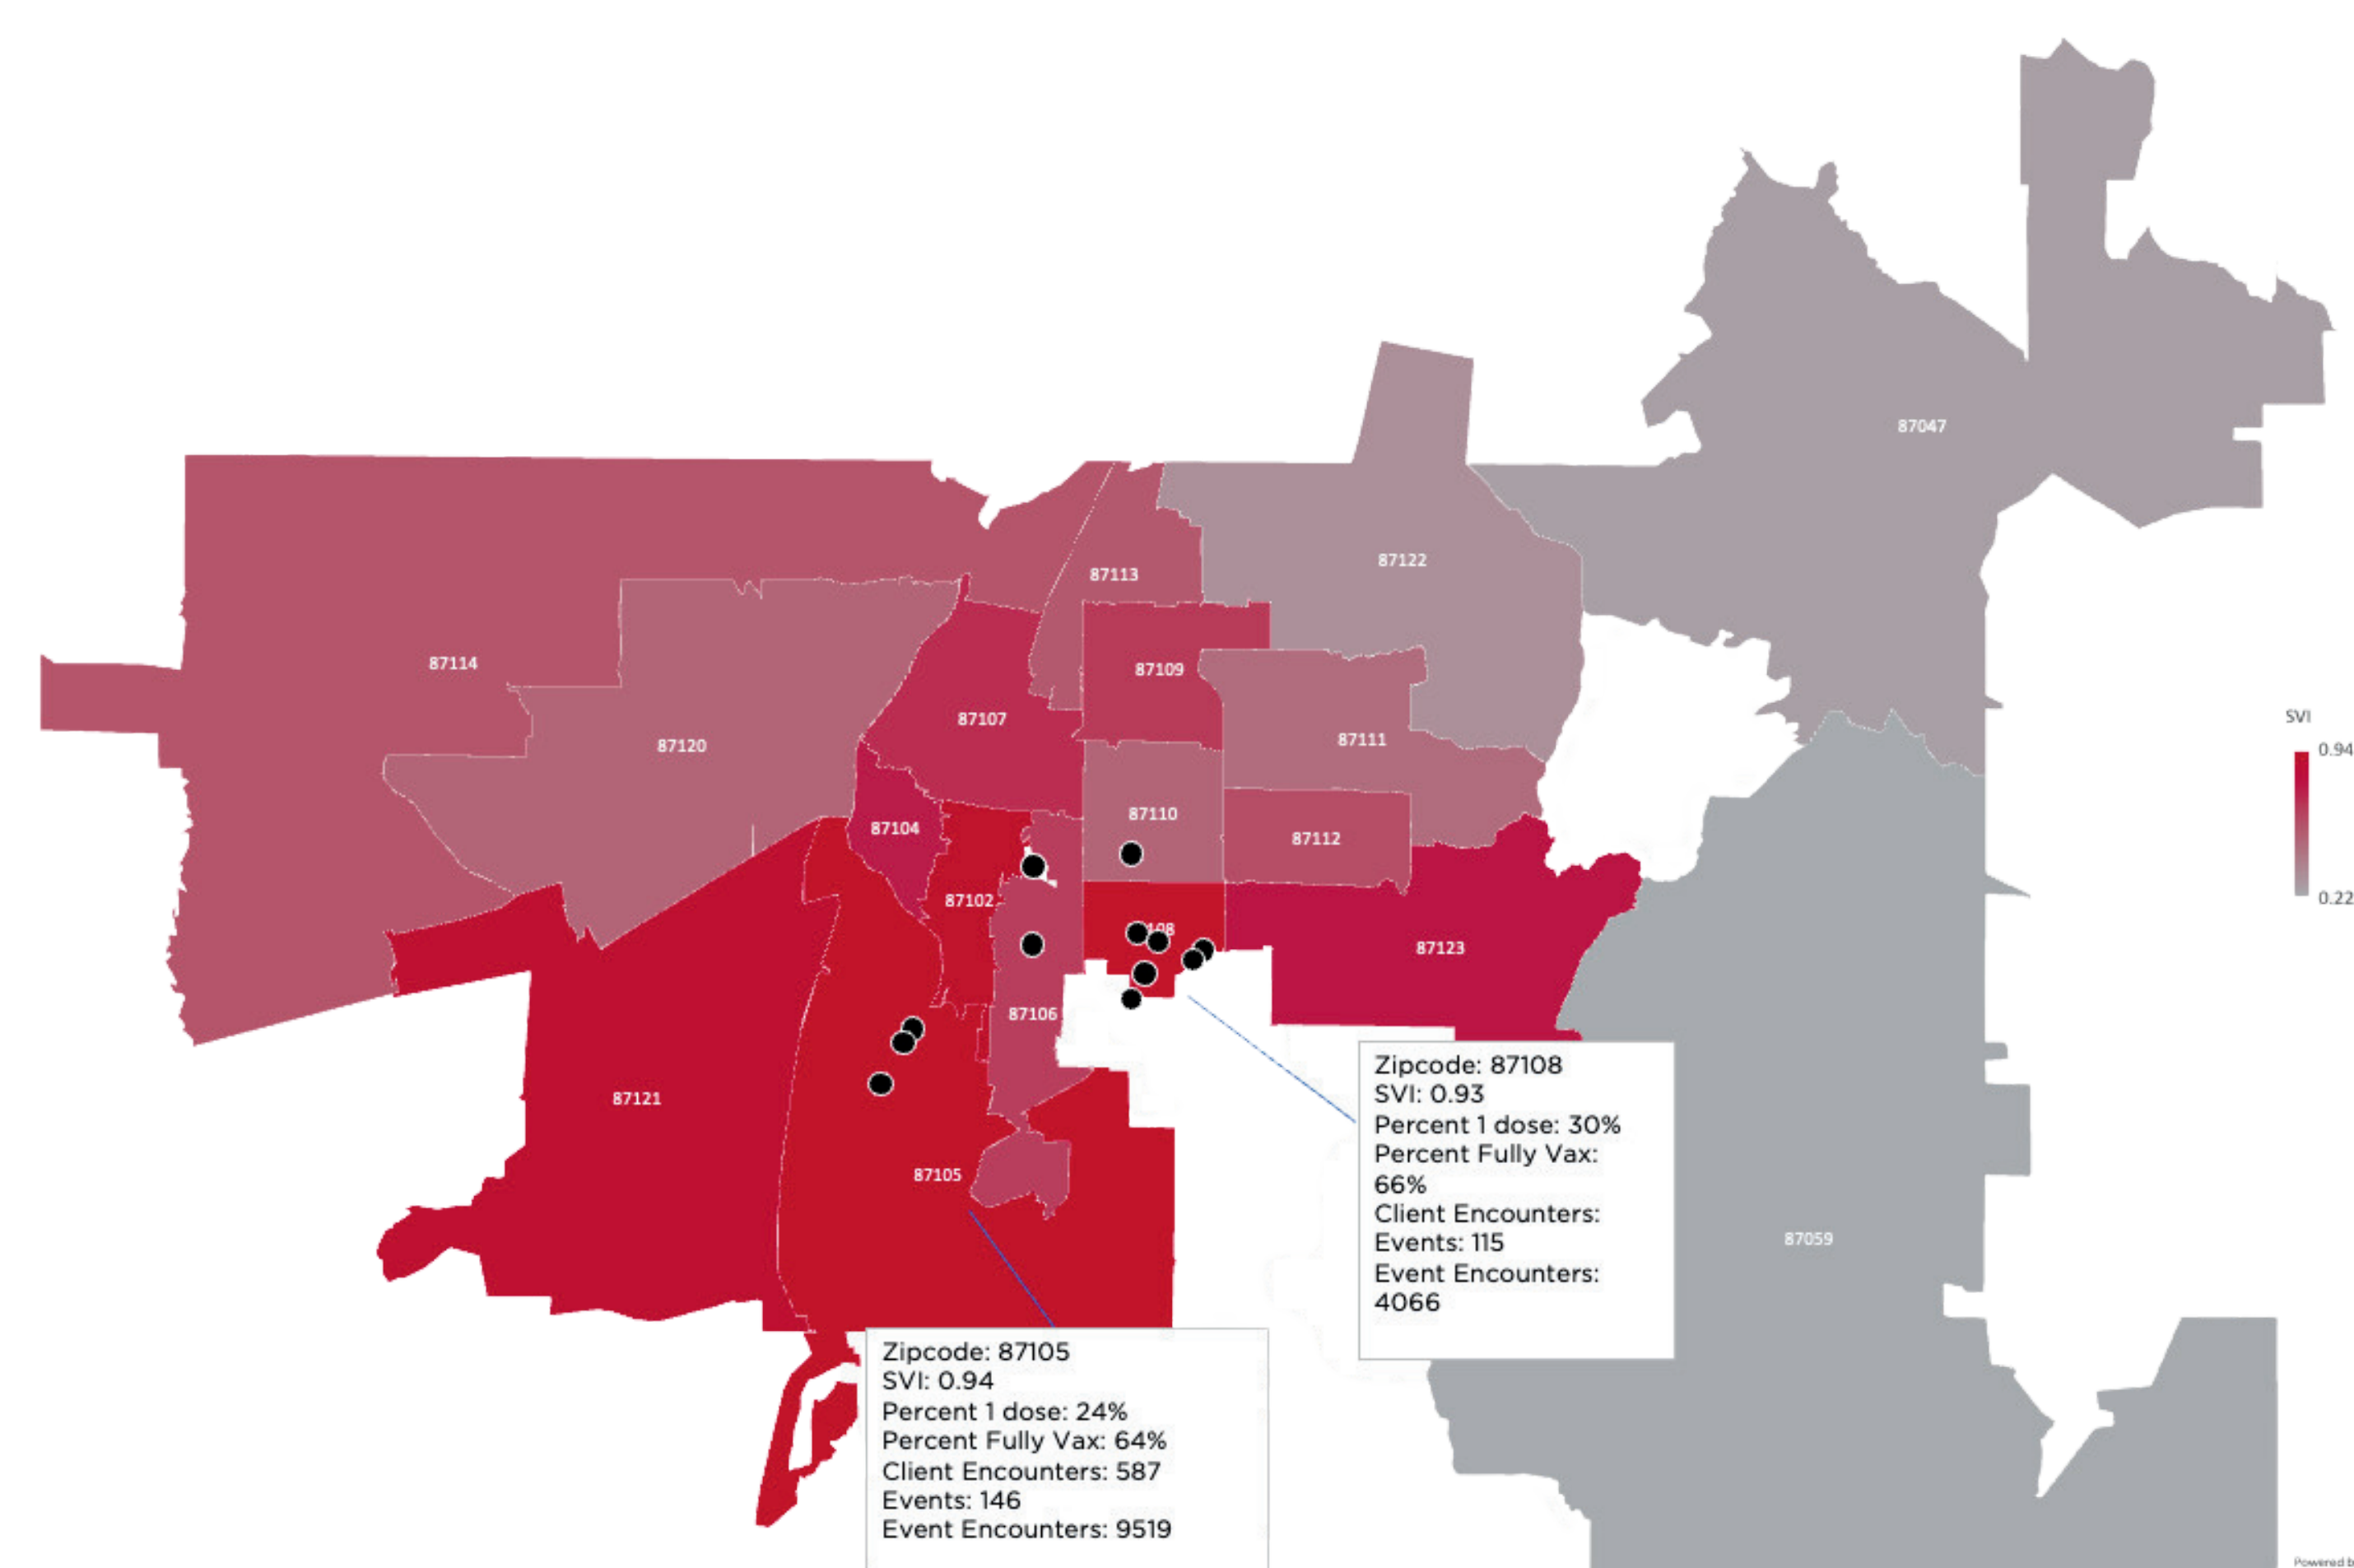 87047
87122
87113
87114
87109
87107
87120
87111
SVI
0.94
87110
87104
87112
0.22
87102
108
87123
87106
Zipcode: 87108
SVI: 0.93
Percent 1 dose: 30%
Percent Fully Vax:
66%
Client Encounters:
Events: 115
Event Encounters:
4066
87121
87105
87059
Zipcode: 87105
SVI: 0.94
Percent 1 dose: 24%
Percent Fully Vax: 64%
Client Encounters: 587
Events: 146
Event Encounters: 9519
Powered b